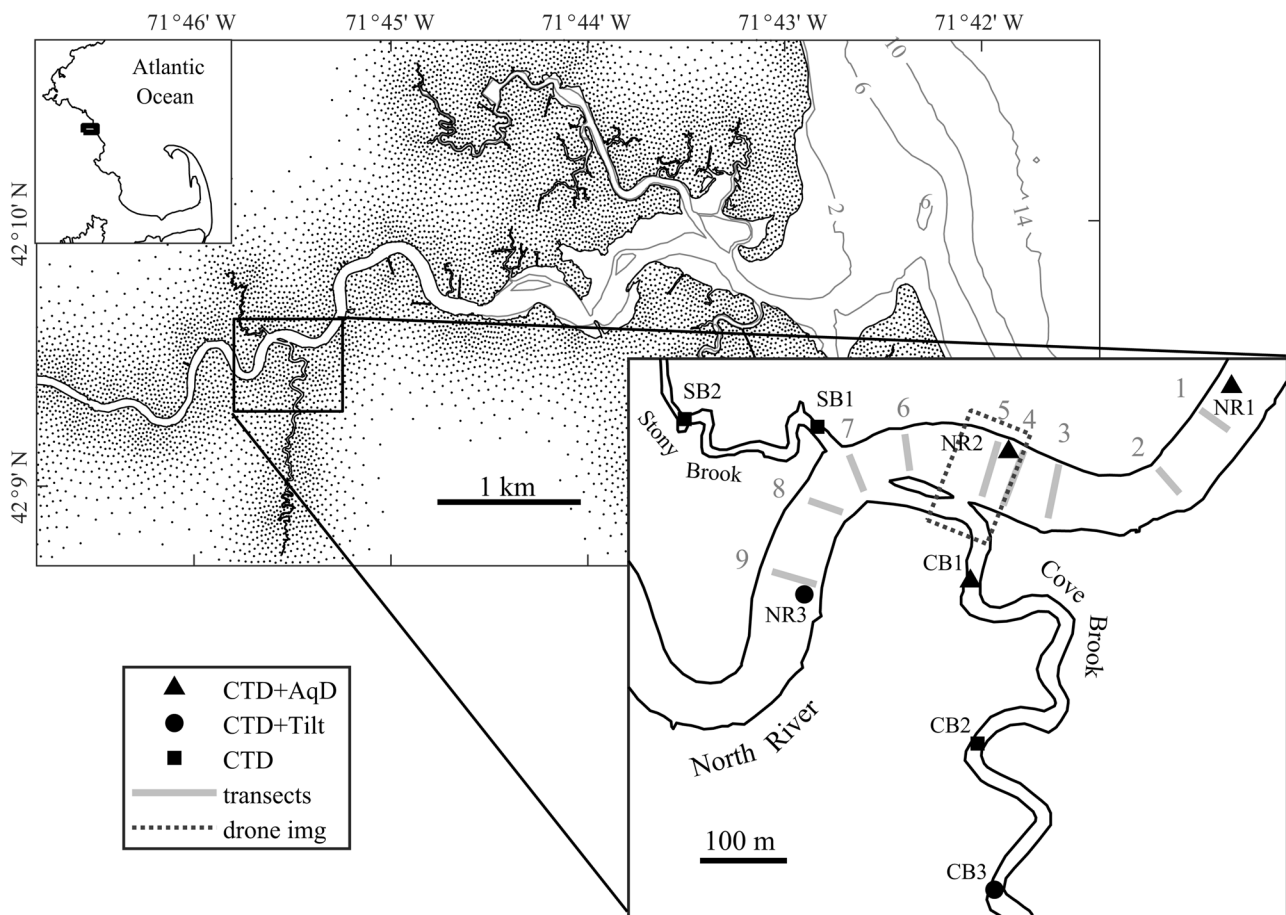 71°46' W
71°45' W
71°44' W
71°43' W
71°42' W
Atlantic
Ocean
42°10' N
42°9' N
10
6
2
6
14
1 km
SB2
SB1
Stony
Brook
7
6
5
4
3
2
1
NR1
NR2
8
9
NR3
CB1
Cove
Brook
CB2
CB3
North River
100 m
CTD+AqD
CTD+Tilt
CTD
transects
drone img